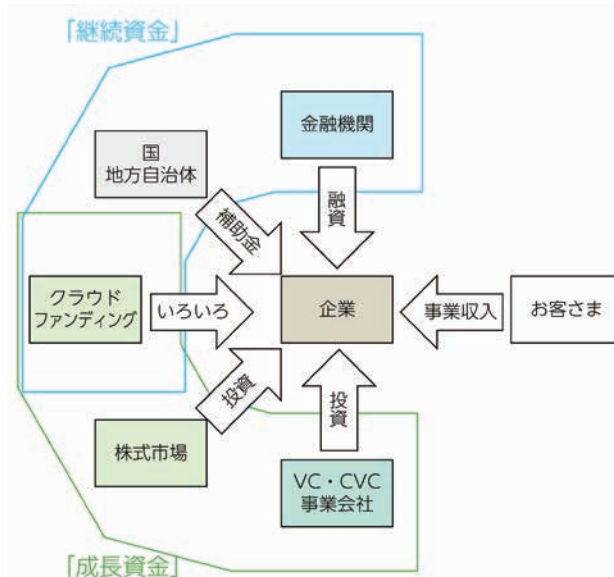 「継続資金」
金融機関
国
地方自治体
融資
補助金
クラウド
ファンディング
いろいろ
企業
事業収入
お客さま
投資
投資
株式市場
VC・CVC
事業会社
「成長資金」